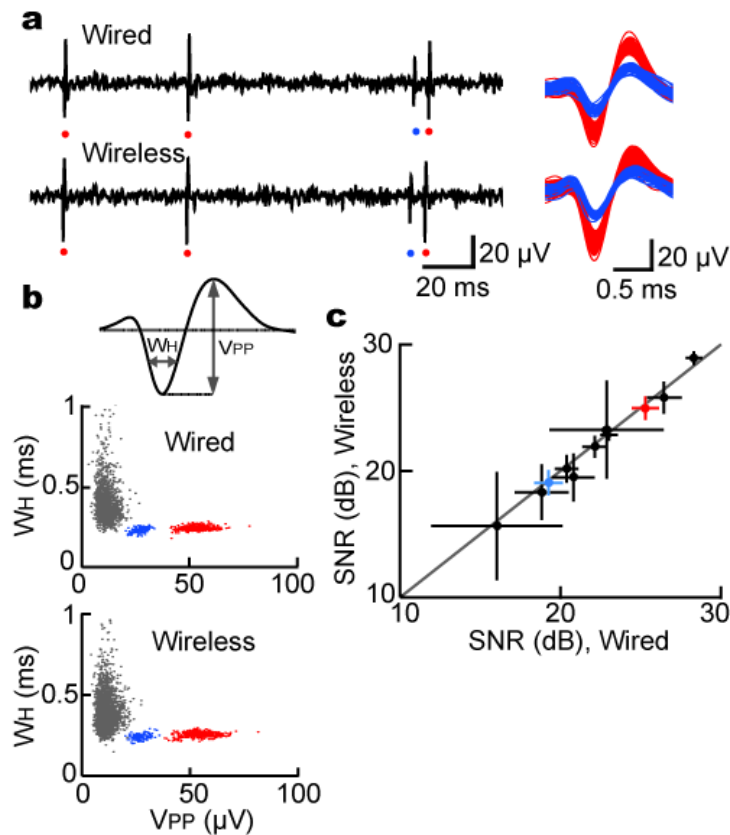 a
Wired
Wireless
20 µV
20 ms
20 µV
0.5 ms
b
WH
VPP
1
Wired
WH (ms)
0.5
0
0
50
100
1
Wireless
WH (ms)
0.5
0
0
50
100
VPP (µV)
c
30
SNR (dB), Wireless
20
10
10
20
30
SNR (dB), Wired